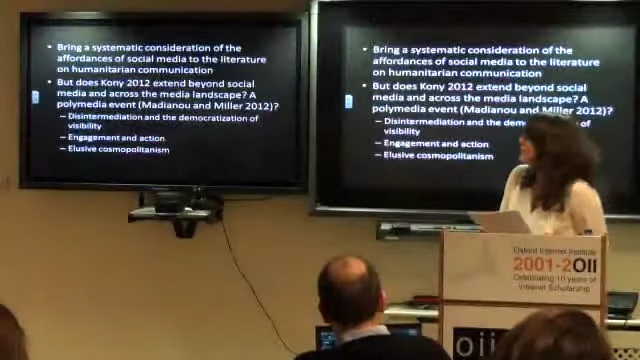 • Bring a systematic consideration of the
affordances of social media to the literature
on humanitarian communication
• But does Kony 2012 extend beyond social
media and across the media landscape? A
polymedia event (Madianou and Miller 2012)?
– Disintermediation and the democratization of
visibility
– Engagement and action
– Elusive cosmopolitanism
• Bring a systematic consideration of the
affordances of social media to the literature
on humanitarian communication
• But does Kony 2012 extend beyond social
media and across the media landscape? A
polymedia event (Madianou and Miller 2012)?
– Disintermediation and the dem of
visibility
– Engagement and action
– Elusive cosmopolitanism
Oxford Internet Institute
2001-2OII
Celebrating 10 years of
Internet Scholarship
oii